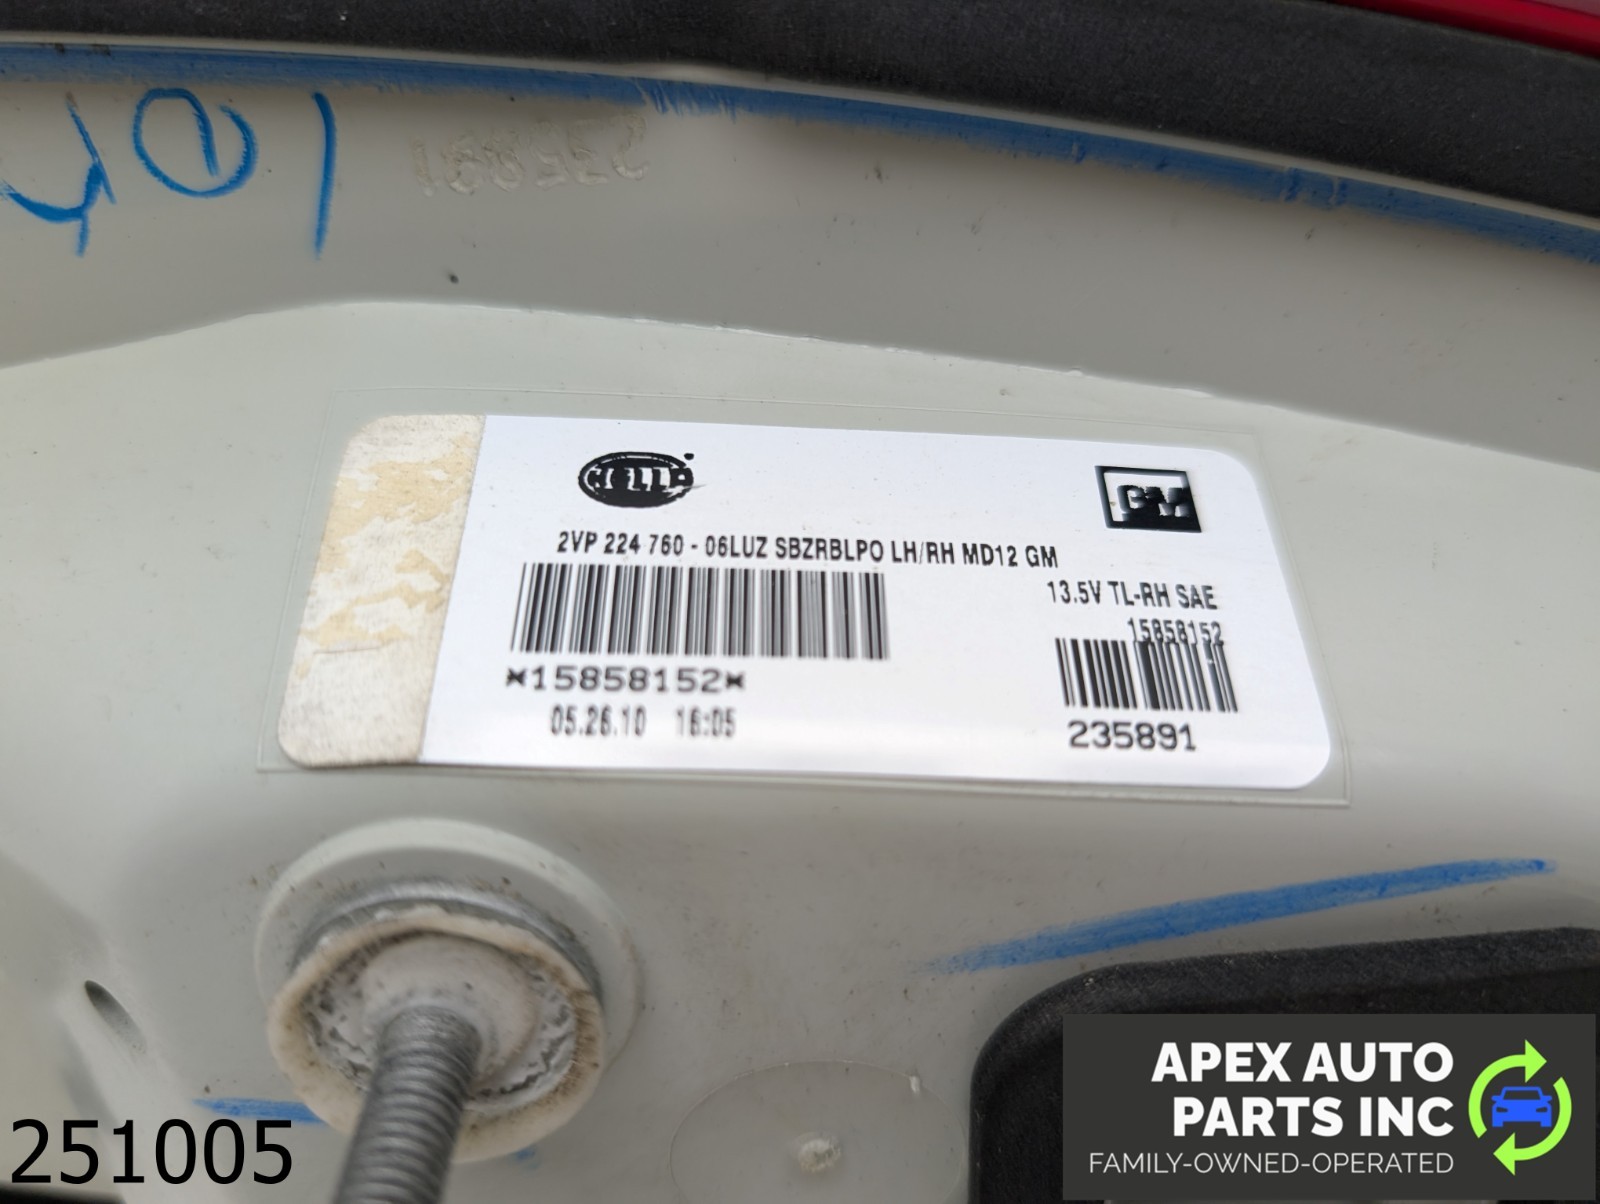 HELLA
GM
2VP 224 760 - 06LUZ SBZRBLPO LH/RH MD12 GM
13.5V TL-RH SAE
15858152
*15858152*
05.26.10 16:05
235891
251005
APEX AUTO
PARTS INC
FAMILY-OWNED-OPERATED